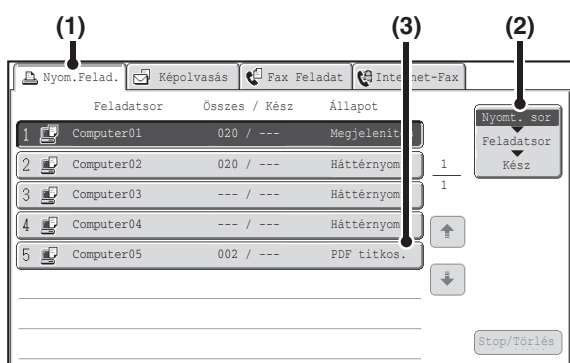 (1) (3) (2)
Nyom.Felad. Képolvasás Fax Feladat Internet-Fax
Feladatsor Összes / Kész Állapot
1 Computer01 020 / --- Megjelenítés
2 Computer02 020 / --- Háttérnyom
3 Computer03 --- / --- Háttérnyom
4 Computer04 --- / --- Háttérnyom
5 Computer05 002 / --- PDF titkos.
1
1
Nyomt. sor
Feladatsor
Kész
Stop/Törlés